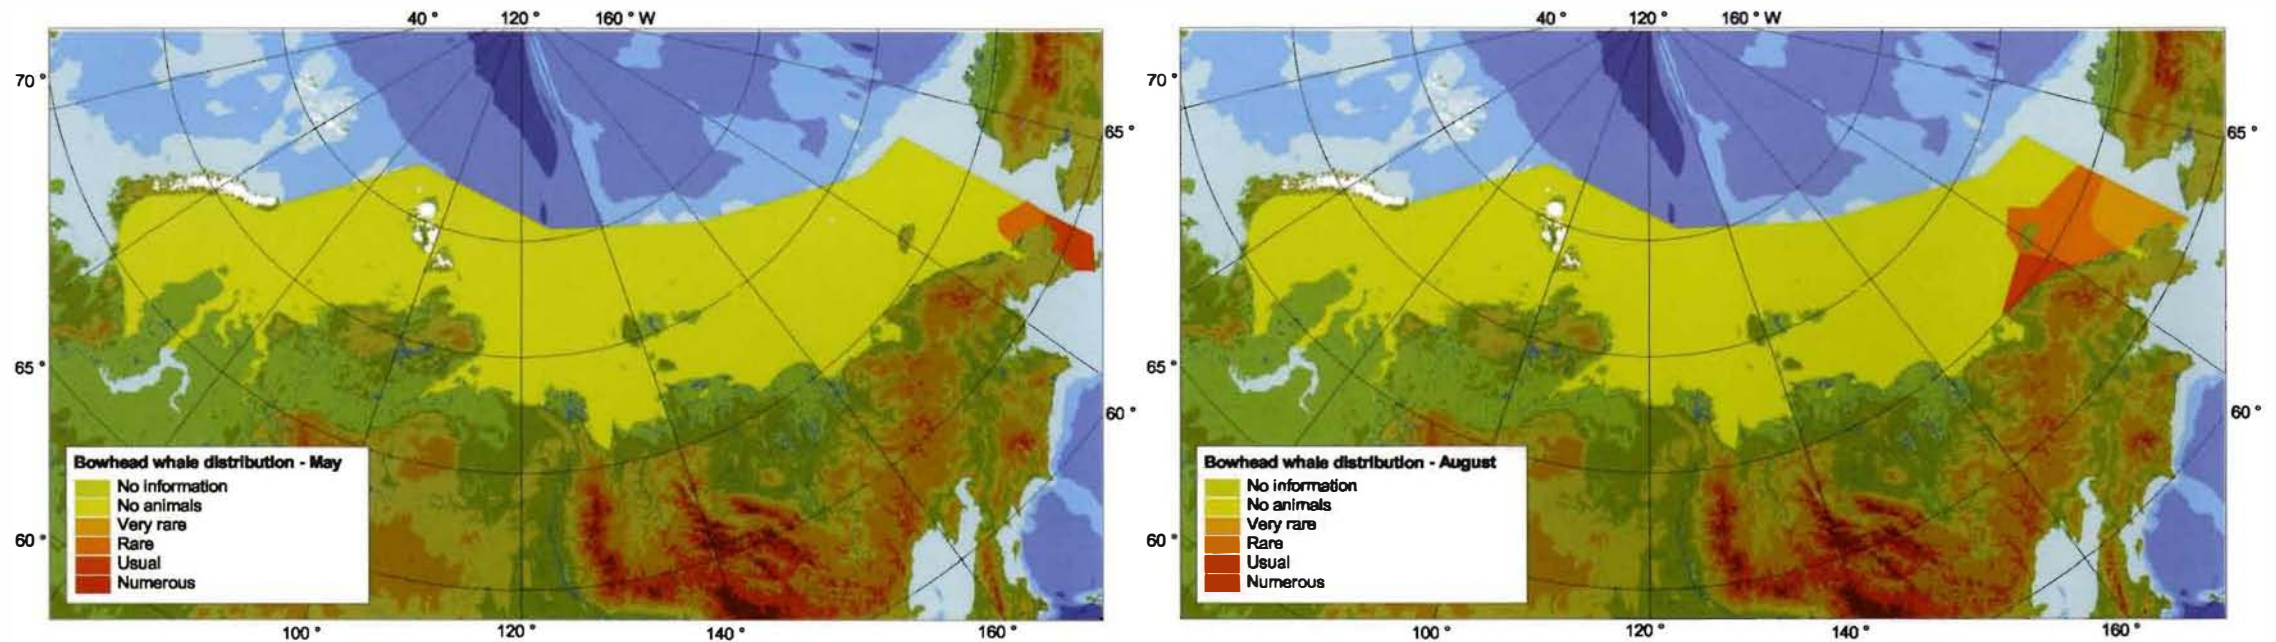 40 ° 120 ° 160 ° W
70 °
65 °
65 °
60 °
60 °
Bowhead whale distribution - May
No information
No animals
Very rare
Rare
Usual
Numerous
100 ° 120 ° 140 ° 160 °
40 ° 120 ° 160 ° W
70 °
65 °
65 °
60 °
60 °
Bowhead whale distribution - August
No information
No animals
Very rare
Rare
Usual
Numerous
100 ° 120 ° 140 ° 160 °